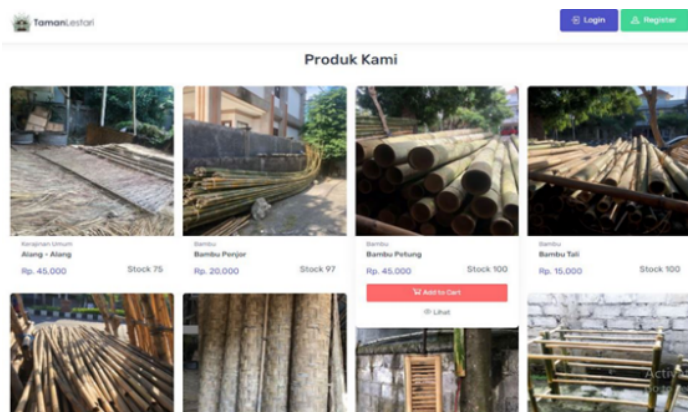 TamanLestari
Login
Register
Produk Kami
Kerajinan Umum
Alang - Alang
Rp. 45,000
Stock 75
Bambu
Bambu Penjor
Rp. 20,000
Stock 97
Bambu
Bambu Petung
Rp. 45,000
Stock 100
Add to Cart
Lihat
Bambu
Bambu Tali
Rp. 15,000
Stock 100